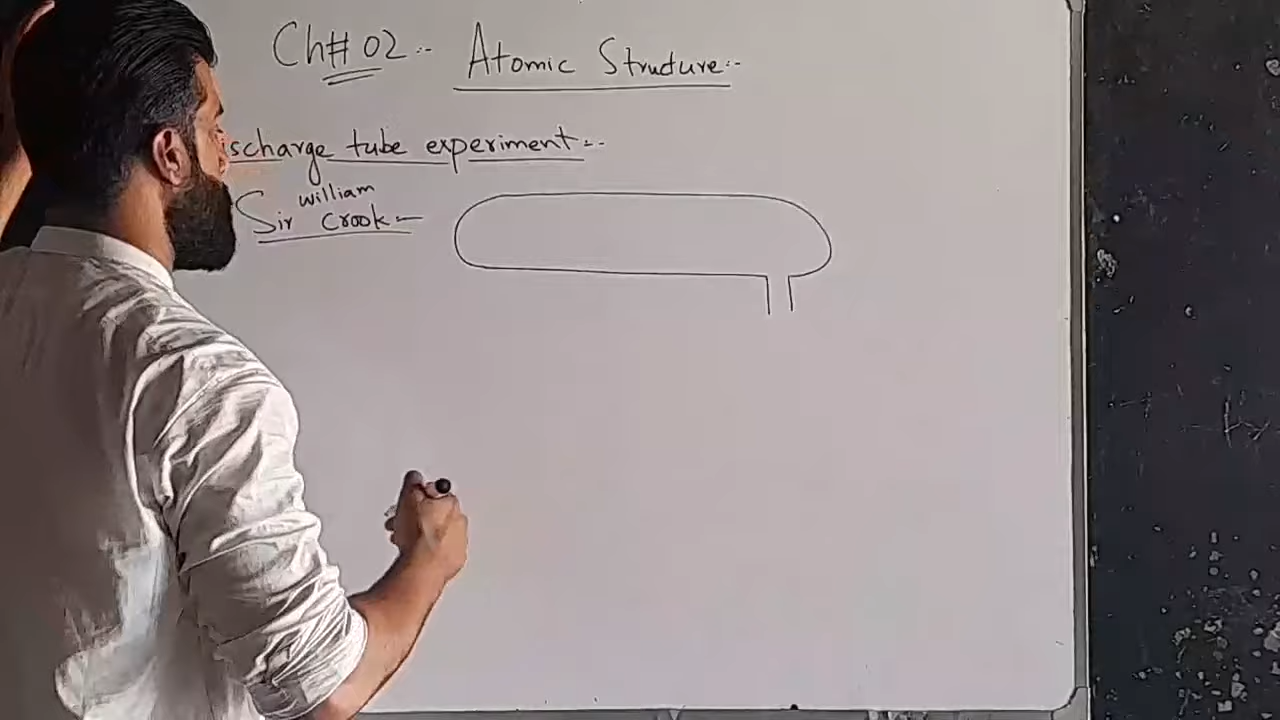 Ch# 02:- Atomic Structure:-
ischarge tube experiment:-
william
Sir Crook:-